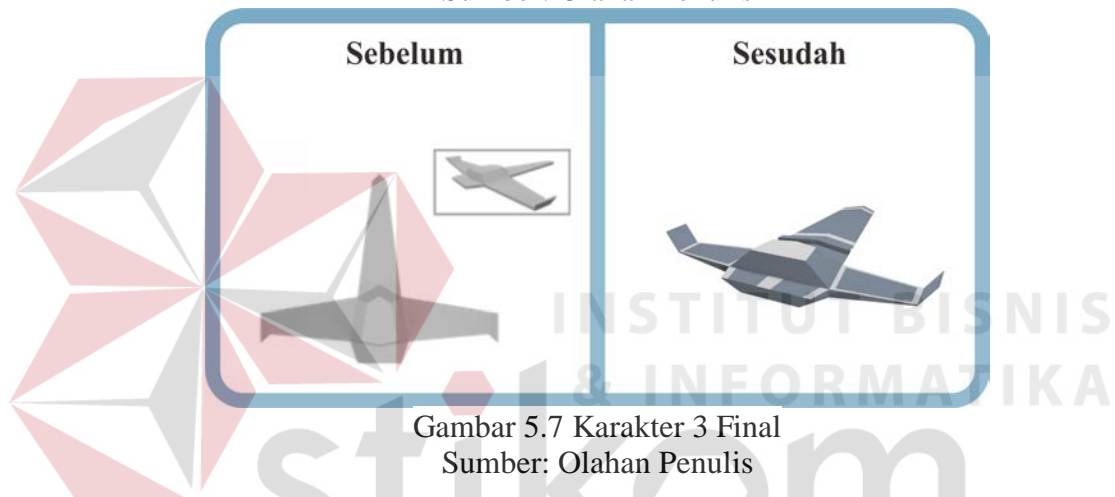 Sebelum
Sesudah
INSTITUT BISNIS
& INFORMATIKA
stikom
Gambar 5.7 Karakter 3 Final
Sumber: Olahan Penulis